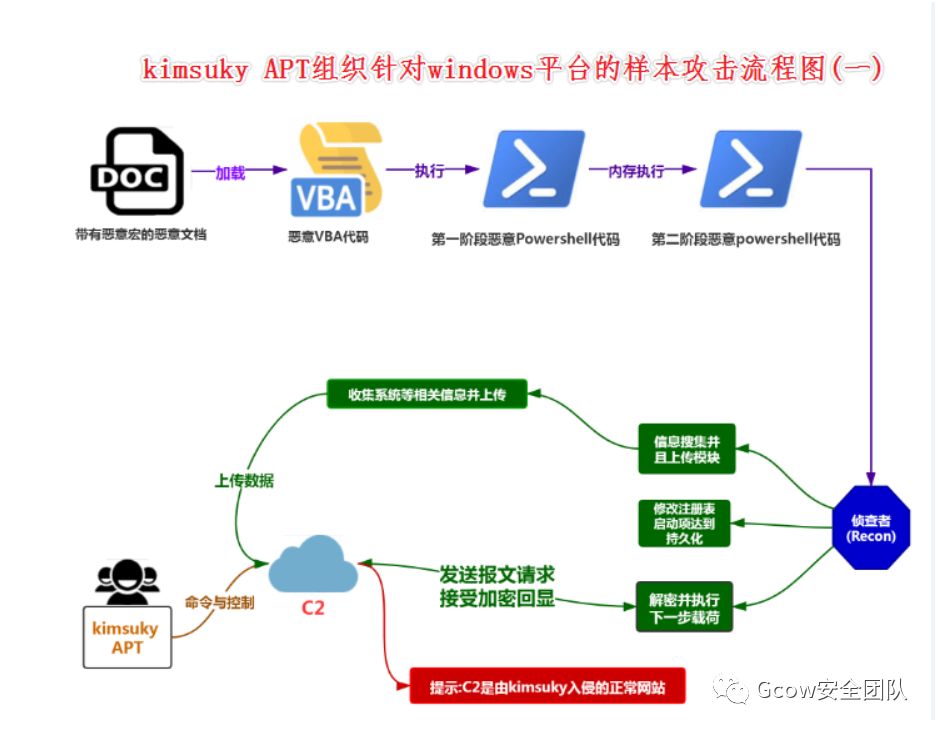 kimsuky APT组织针对windows平台的样本攻击流程图(一)
DOC
加载
VBA
执行
内存执行
带有恶意宏的恶意文档
恶意VBA代码
第一阶段恶意Powershell代码
第二阶段恶意powershell代码
收集系统等相关信息并上传
信息搜集并
且上传模块
上传数据
修改注册表
启动项达到
持久化
侦查者
(Recon)
发送报文请求
接受加密回显
解密并执行
下一步载荷
命令与控制
C2
kimsuky
APT
提示:C2是由kimsuky入侵的正常网站
Gcow安全团队